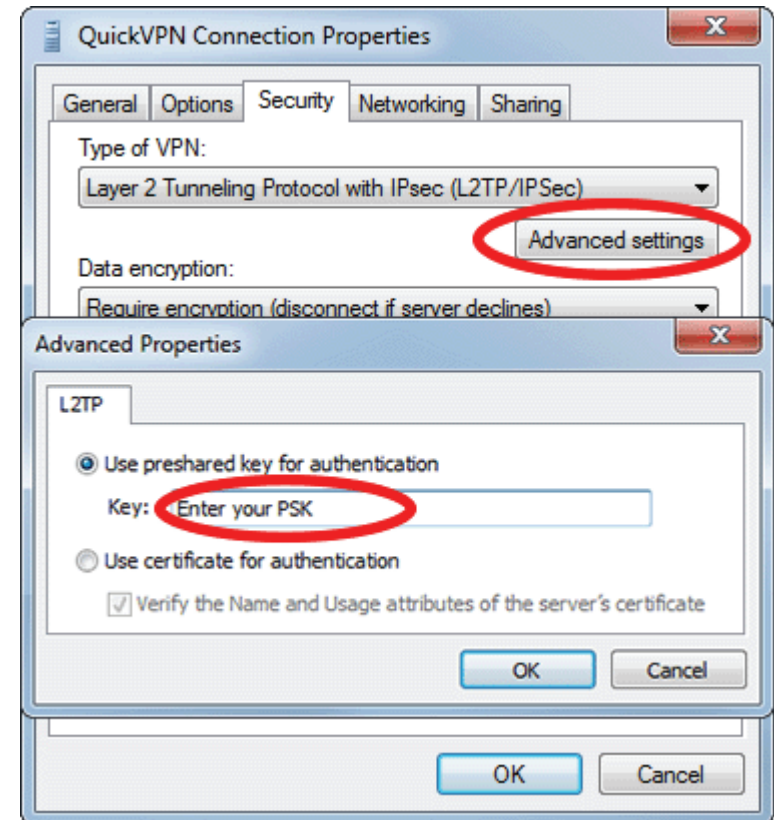 QuickVPN Connection Properties
General Options Security Networking Sharing
Type of VPN:
Layer 2 Tunneling Protocol with IPsec (L2TP/IPSec)
Advanced settings
Data encryption:
Require encryption (disconnect if server declines)
Advanced Properties
L2TP
Use preshared key for authentication
Key: Enter your PSK
Use certificate for authentication
Verify the Name and Usage attributes of the server's certificate
OK Cancel
OK Cancel